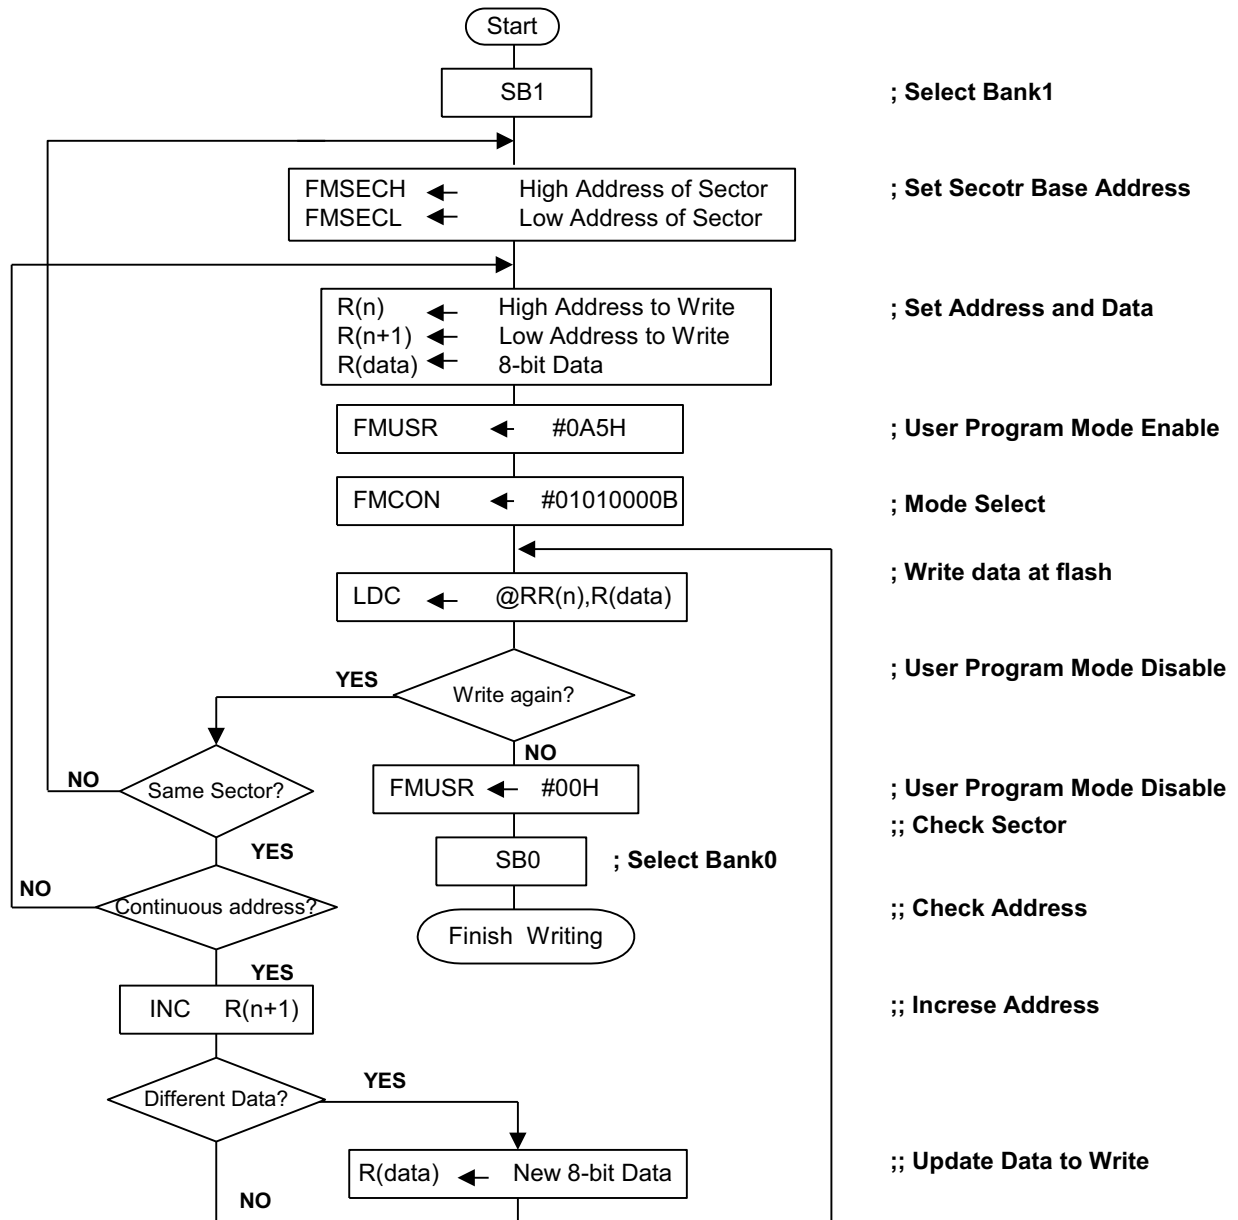 Start
SB1 ; Select Bank1
FMSECH High Address of Sector ; Set Secotr Base Address
FMSECL Low Address of Sector
R(n) High Address to Write ; Set Address and Data
R(n+1) Low Address to Write
R(data) 8-bit Data
FMUSR #0A5H ; User Program Mode Enable
FMCON #01010000B ; Mode Select
; Write data at flash
LDC @RR(n),R(data)
; User Program Mode Disable
YES Write again?
NO
NO Same Sector? FMUSR #00H ; User Program Mode Disable
;; Check Sector
YES SB0 ; Select Bank0
NO Continuous address? ;; Check Address
Finish Writing
YES
INC R(n+1) ;; Increse Address
YES
Different Data?
R(data) New 8-bit Data ;; Update Data to Write
NO